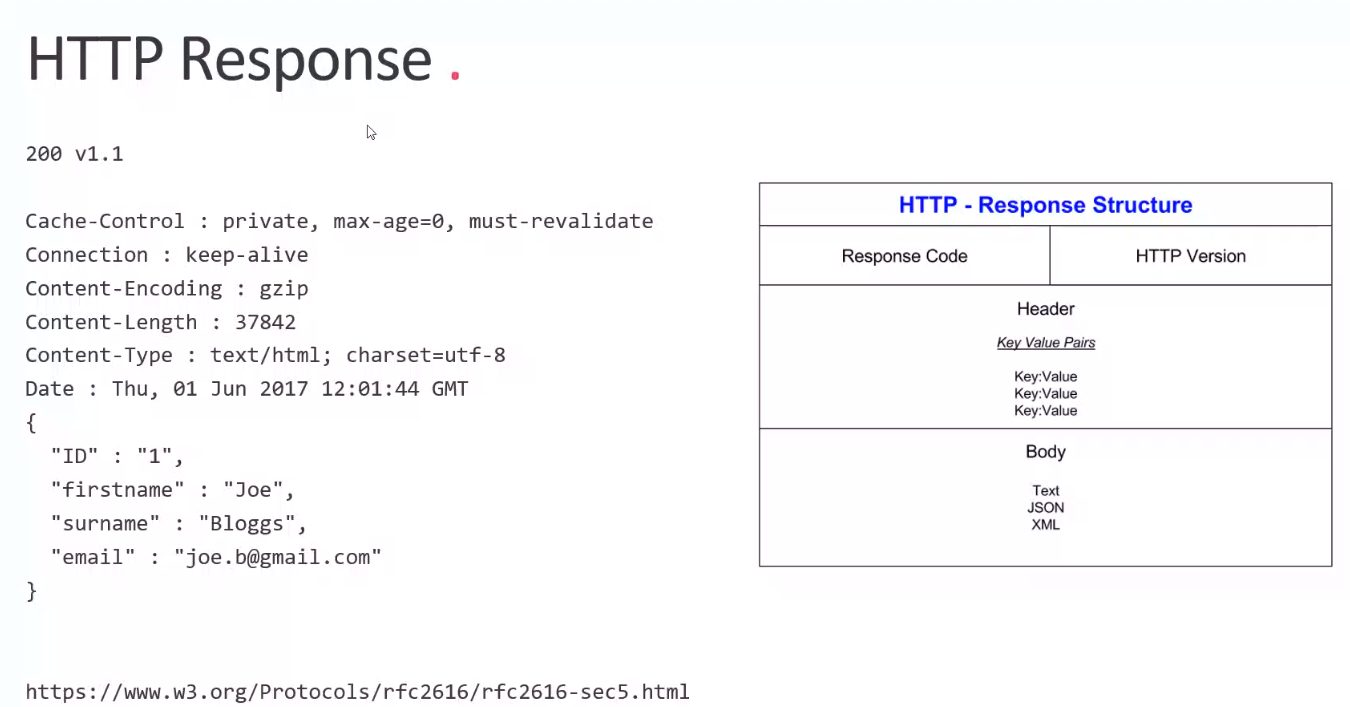 HTTP Response .
200 v1.1
Cache-Control : private, max-age=0, must-revalidate
Connection : keep-alive
Content-Encoding : gzip
Content-Length : 37842
Content-Type : text/html; charset=utf-8
Date : Thu, 01 Jun 2017 12:01:44 GMT
{
"ID" : "1",
"firstname" : "Joe",
"surname" : "Bloggs",
"email" : "joe.b@gmail.com"
}
https://www.w3.org/Protocols/rfc2616/rfc2616-sec5.html
HTTP - Response Structure
Response Code
HTTP Version
Header
Key Value Pairs
Key:Value
Key:Value
Key:Value
Body
Text
JSON
XML